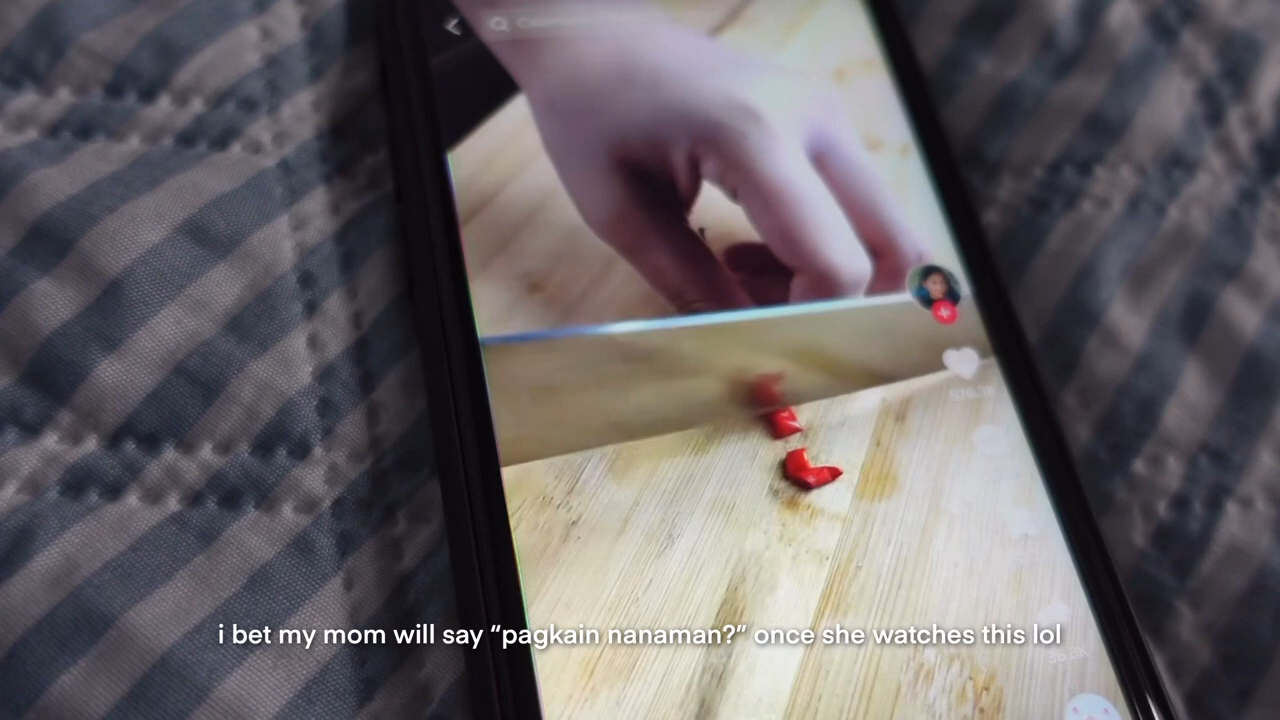 i bet my mom will say “pagkain nanaman?” once she watches this lol